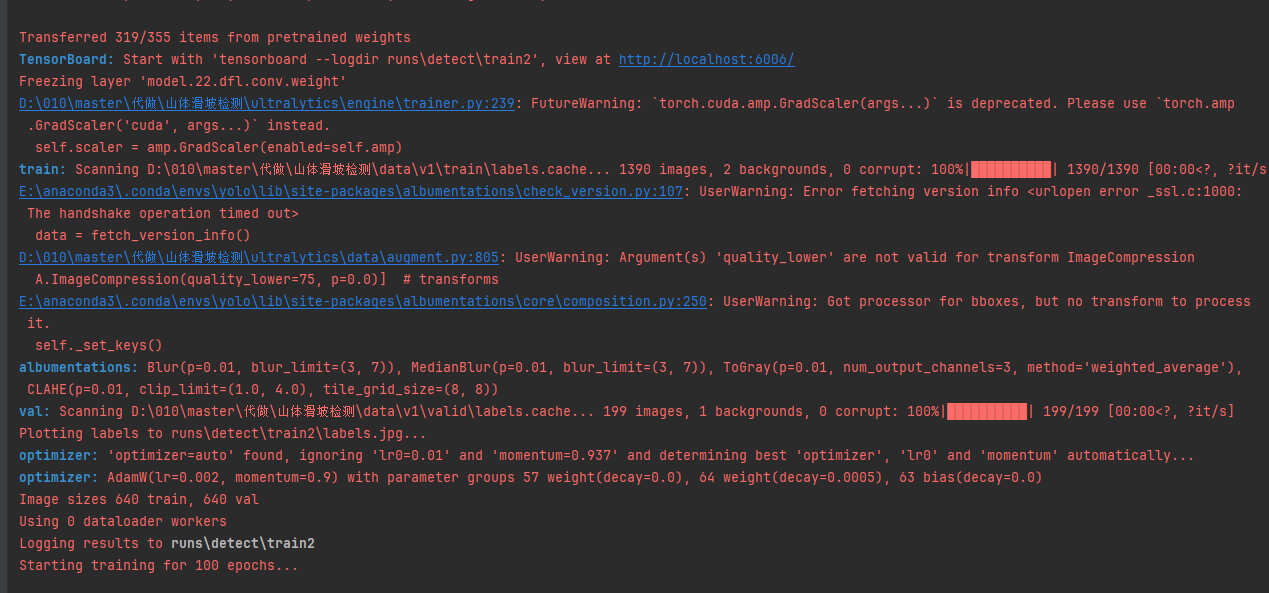 Transferred 319/355 items from pretrained weights
TensorBoard: Start with 'tensorboard --logdir runs\detect\train2', view at http://localhost:6006/
Freezing layer 'model.22.dfl.conv.weight'
D:\010\master\代做\山体滑坡检测\ultralytics\engine\trainer.py:239: FutureWarning: `torch.cuda.amp.GradScaler(args...)` is deprecated. Please use `torch.amp
.GradScaler('cuda', args...)` instead.
self.scaler = amp.GradScaler(enabled=self.amp)
train: Scanning D:\010\master\代做\山体滑坡检测\data\v1\train\labels.cache... 1390 images, 2 backgrounds, 0 corrupt: 100%|██████████| 1390/1390 [00:00<?, ?it/s
E:\anaconda3\.conda\envs\yolo\lib\site-packages\albumentations\check_version.py:107: UserWarning: Error fetching version info <urlopen error _ssl.c:1000:
The handshake operation timed out>
data = fetch_version_info()
D:\010\master\代做\山体滑坡检测\ultralytics\data\augment.py:805: UserWarning: Argument(s) 'quality_lower' are not valid for transform ImageCompression
A.ImageCompression(quality_lower=75, p=0.0)]  # transforms
E:\anaconda3\.conda\envs\yolo\lib\site-packages\albumentations\core\composition.py:250: UserWarning: Got processor for bboxes, but no transform to process
it.
self._set_keys()
albumentations: Blur(p=0.01, blur_limit=(3, 7)), MedianBlur(p=0.01, blur_limit=(3, 7)), ToGray(p=0.01, num_output_channels=3, method='weighted_average'),
CLAHE(p=0.01, clip_limit=(1.0, 4.0), tile_grid_size=(8, 8))
val: Scanning D:\010\master\代做\山体滑坡检测\data\v1\valid\labels.cache... 199 images, 1 backgrounds, 0 corrupt: 100%|██████████| 199/199 [00:00<?, ?it/s]
Plotting labels to runs\detect\train2\labels.jpg...
optimizer: 'optimizer=auto' found, ignoring 'lr0=0.01' and 'momentum=0.937' and determining best 'optimizer', 'lr0' and 'momentum' automatically...
optimizer: AdamW(lr=0.002, momentum=0.9) with parameter groups 57 weight(decay=0.0), 64 weight(decay=0.0005), 63 bias(decay=0.0)
Image sizes 640 train, 640 val
Using 0 dataloader workers
Logging results to runs\detect\train2
Starting training for 100 epochs...